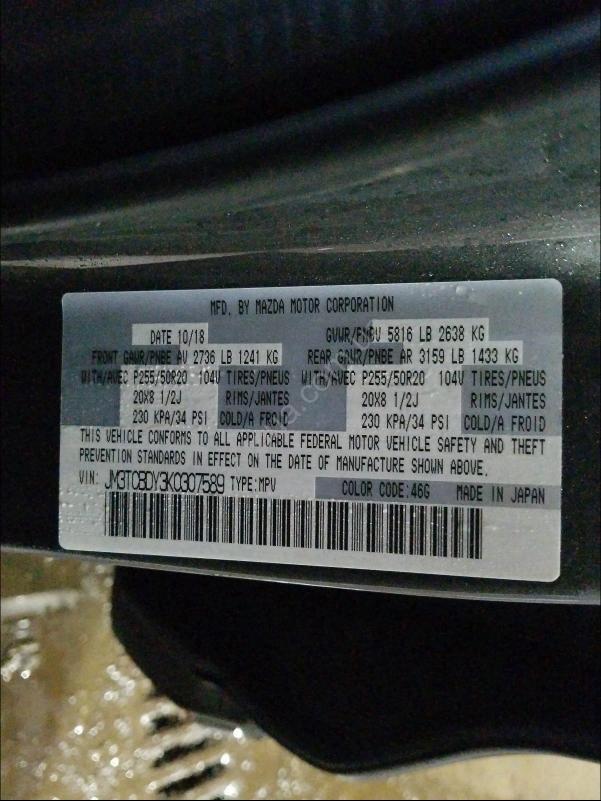 MFD. BY MAZDA MOTOR CORPORATION
DATE 10/18 GVWR/PNBV 5816 LB 2638 KG
FRONT GAWR/PNBE AV 2736 LB 1241 KG REAR GAWR/PNBE AR 3159 LB 1433 KG
WITH/AVEC P255/50R20 104V TIRES/PNEUS WITH/AVEC P255/50R20 104V TIRES/PNEUS
20X8 1/2J RIMS/JANTES 20X8 1/2J RIMS/JANTES
230 KPA/34 PSI COLD/A FROID 230 KPA/34 PSI COLD/A FROID
THIS VEHICLE CONFORMS TO ALL APPLICABLE FEDERAL MOTOR VEHICLE SAFETY AND THEFT
PREVENTION STANDARDS IN EFFECT ON THE DATE OF MANUFACTURE SHOWN ABOVE.
VIN: JM3TCBDY3K0307589 TYPE:MPV COLOR CODE:46G MADE IN JAPAN